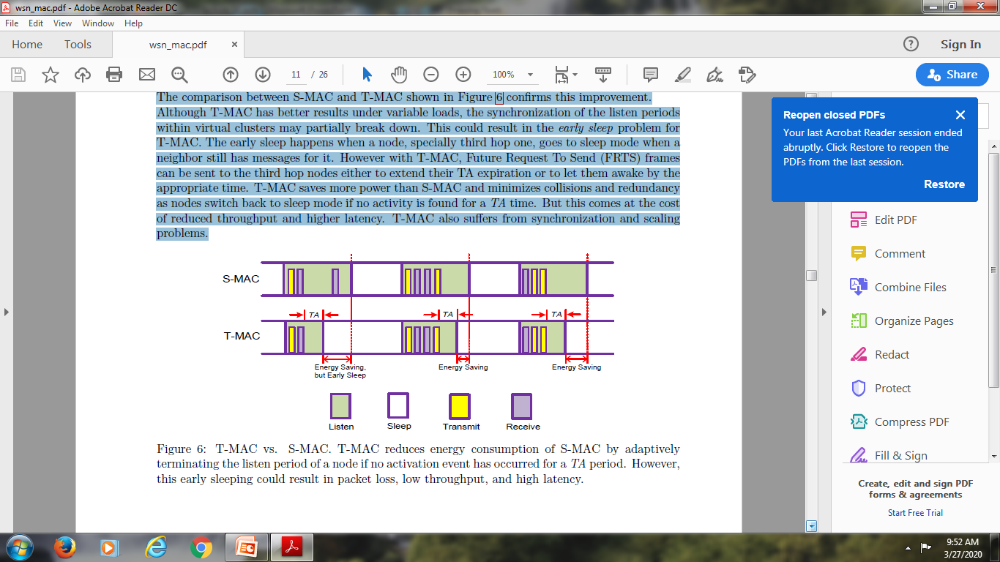 wsn_mac.pdf - Adobe Acrobat Reader DC
File Edit View Window Help
Home Tools wsn_mac.pdf × ? Sign In
11 / 26 100% Share
The comparison between S-MAC and T-MAC shown in Figure 6 confirms this improvement.
Although T-MAC has better results under variable loads, the synchronization of the listen periods
within virtual clusters may partially break down. This could result in the early sleep problem for
T-MAC. The early sleep happens when a node, specially third hop one, goes to sleep mode when a
neighbor still has messages for it. However with T-MAC, Future Request To Send (FRTS) frames
can be sent to the third hop nodes either to extend their TA expiration or to let them awake by the
appropriate time. T-MAC saves more power than S-MAC and minimizes collisions and redundancy
as nodes switch back to sleep mode if no activity is found for a TA time. But this comes at the cost
of reduced throughput and higher latency. T-MAC also suffers from synchronization and scaling
problems.
S-MAC
TA TA TA
T-MAC
Energy Saving,
but Early Sleep
Energy Saving
Energy Saving
Listen Sleep Transmit Receive
Figure 6: T-MAC vs. S-MAC. T-MAC reduces energy consumption of S-MAC by adaptively
terminating the listen period of a node if no activation event has occurred for a TA period. However,
this early sleeping could result in packet loss, low throughput, and high latency.
Reopen closed PDFs
Your last Acrobat Reader session ended
abruptly. Click Restore to reopen the
PDFs from the last session.
Restore
Edit PDF
Comment
Combine Files
Organize Pages
Redact
Protect
Compress PDF
Fill & Sign
Create, edit and sign PDF
forms & agreements
Start Free Trial
9:52 AM
3/27/2020